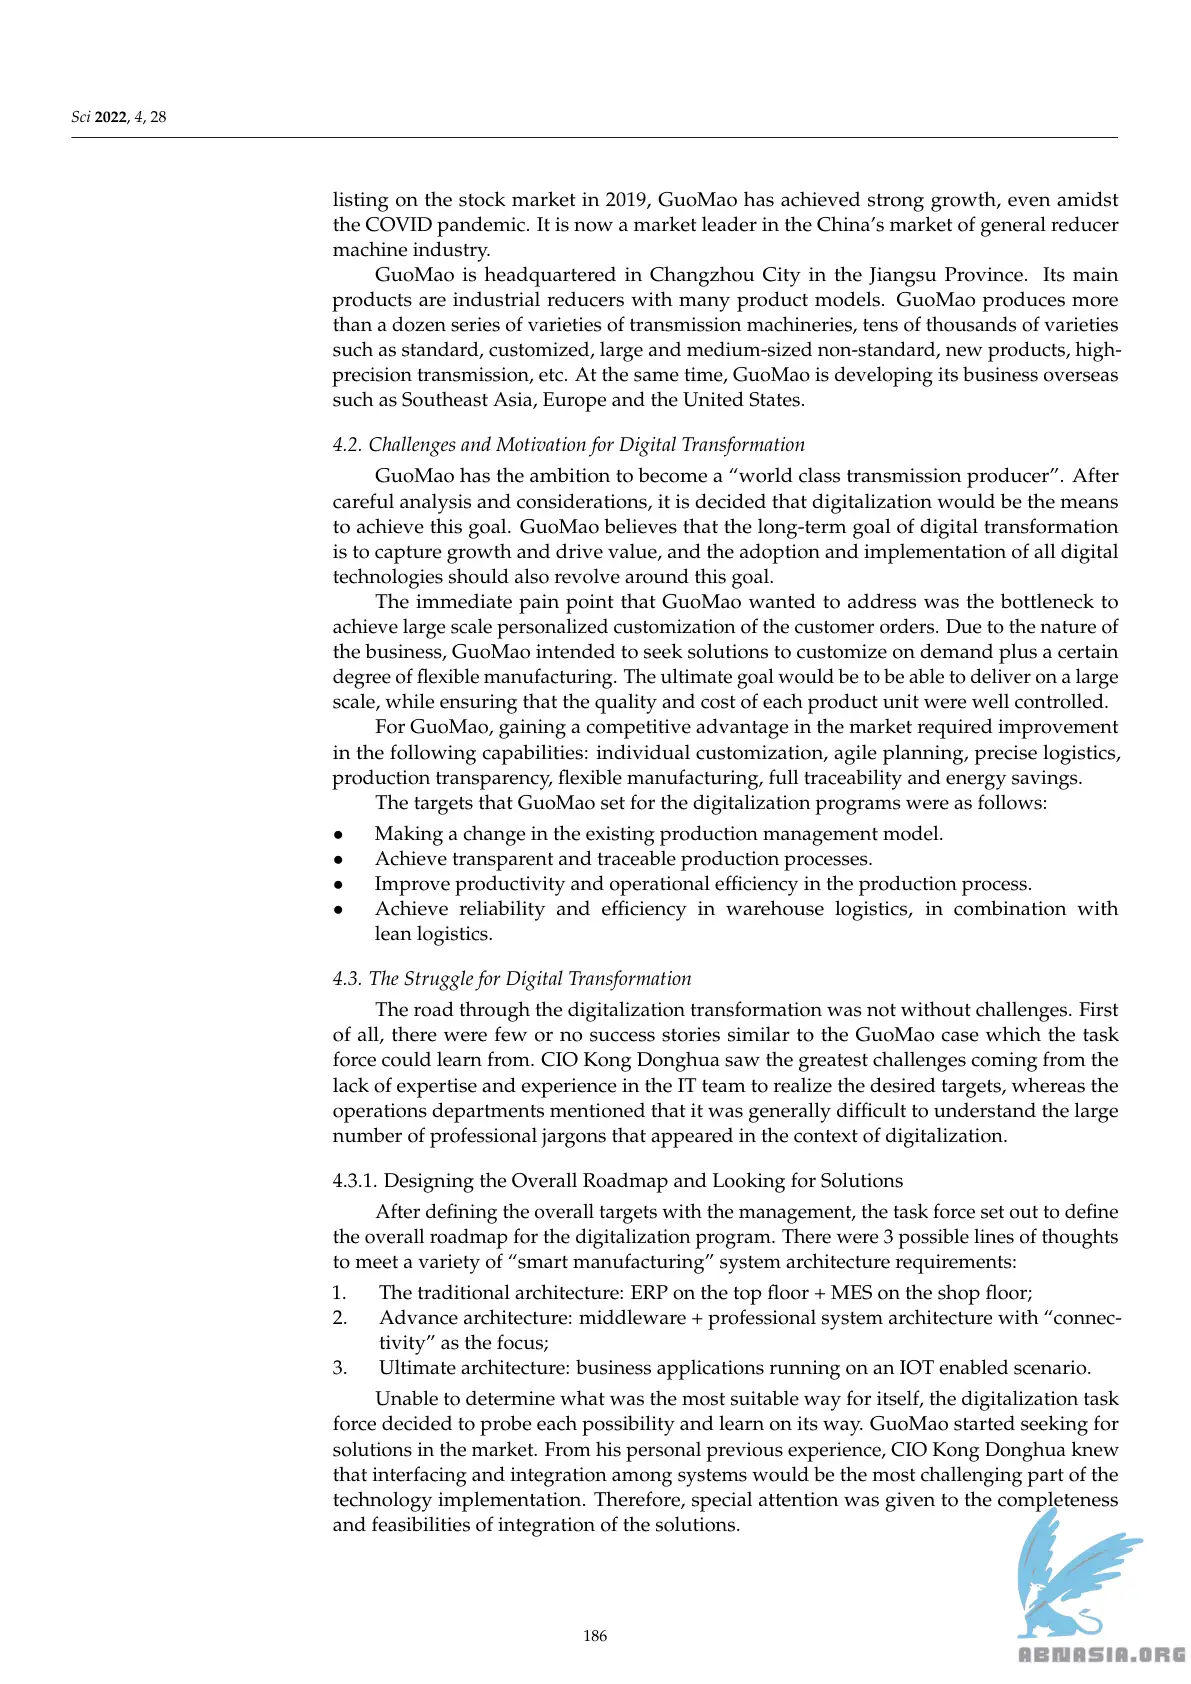 Sci 2022, 4, 28
listing on the stock market in 2019, GuoMao has achieved strong growth, even amidst
the COVID pandemic. It is now a market leader in the China’s market of general reducer
machine industry.
GuoMao is headquartered in Changzhou City in the Jiangsu Province. Its main
products are industrial reducers with many product models. GuoMao produces more
than a dozen series of varieties of transmission machineries, tens of thousands of varieties
such as standard, customized, large and medium-sized non-standard, new products, high-
precision transmission, etc. At the same time, GuoMao is developing its business overseas
such as Southeast Asia, Europe and the United States.
4.2. Challenges and Motivation for Digital Transformation
GuoMao has the ambition to become a “world class transmission producer”. After
careful analysis and considerations, it is decided that digitalization would be the means
to achieve this goal. GuoMao believes that the long-term goal of digital transformation
is to capture growth and drive value, and the adoption and implementation of all digital
technologies should also revolve around this goal.
The immediate pain point that GuoMao wanted to address was the bottleneck to
achieve large scale personalized customization of the customer orders. Due to the nature of
the business, GuoMao intended to seek solutions to customize on demand plus a certain
degree of flexible manufacturing. The ultimate goal would be to be able to deliver on a large
scale, while ensuring that the quality and cost of each product unit were well controlled.
For GuoMao, gaining a competitive advantage in the market required improvement
in the following capabilities: individual customization, agile planning, precise logistics,
production transparency, flexible manufacturing, full traceability and energy savings.
The targets that GuoMao set for the digitalization programs were as follows:
● Making a change in the existing production management model.
● Achieve transparent and traceable production processes.
● Improve productivity and operational efficiency in the production process.
● Achieve reliability and efficiency in warehouse logistics, in combination with
lean logistics.
4.3. The Struggle for Digital Transformation
The road through the digitalization transformation was not without challenges. First
of all, there were few or no success stories similar to the GuoMao case which the task
force could learn from. CIO Kong Donghua saw the greatest challenges coming from the
lack of expertise and experience in the IT team to realize the desired targets, whereas the
operations departments mentioned that it was generally difficult to understand the large
number of professional jargons that appeared in the context of digitalization.
4.3.1. Designing the Overall Roadmap and Looking for Solutions
After defining the overall targets with the management, the task force set out to define
the overall roadmap for the digitalization program. There were 3 possible lines of thoughts
to meet a variety of “smart manufacturing” system architecture requirements:
1. The traditional architecture: ERP on the top floor + MES on the shop floor;
2. Advance architecture: middleware + professional system architecture with “connec-
tivity” as the focus;
3. Ultimate architecture: business applications running on an IOT enabled scenario.
Unable to determine what was the most suitable way for itself, the digitalization task
force decided to probe each possibility and learn on its way. GuoMao started seeking for
solutions in the market. From his personal previous experience, CIO Kong Donghua knew
that interfacing and integration among systems would be the most challenging part of the
technology implementation. Therefore, special attention was given to the completeness
and feasibilities of integration of the solutions.
186
ABNASIA.ORG